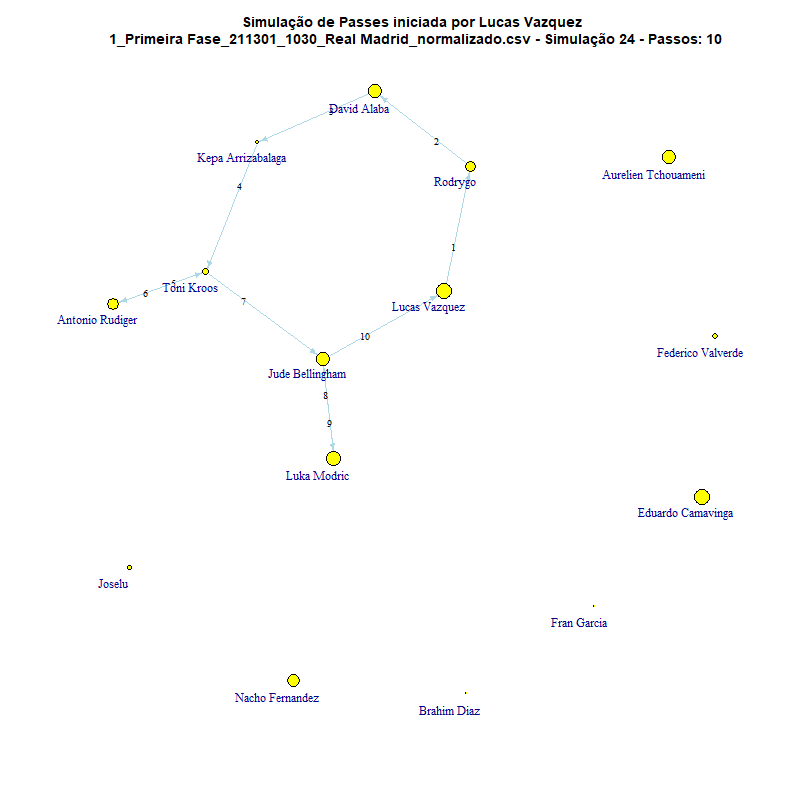 Simulação de Passes iniciada por Lucas Vazquez
1_Primeira Fase_211301_1030_Real Madrid_normalizado.csv - Simulação 24 - Passos: 10
David Alaba
3
2
Kepa Arrizabalaga
Rodrygo
Aurelien Tchouameni
4
1
5
Toni Kroos
6
7
Antonio Rudiger
Lucas Vazquez
10
Federico Valverde
Jude Bellingham
8
9
Luka Modric
Eduardo Camavinga
Joselu
Fran Garcia
Nacho Fernandez
Brahim Diaz